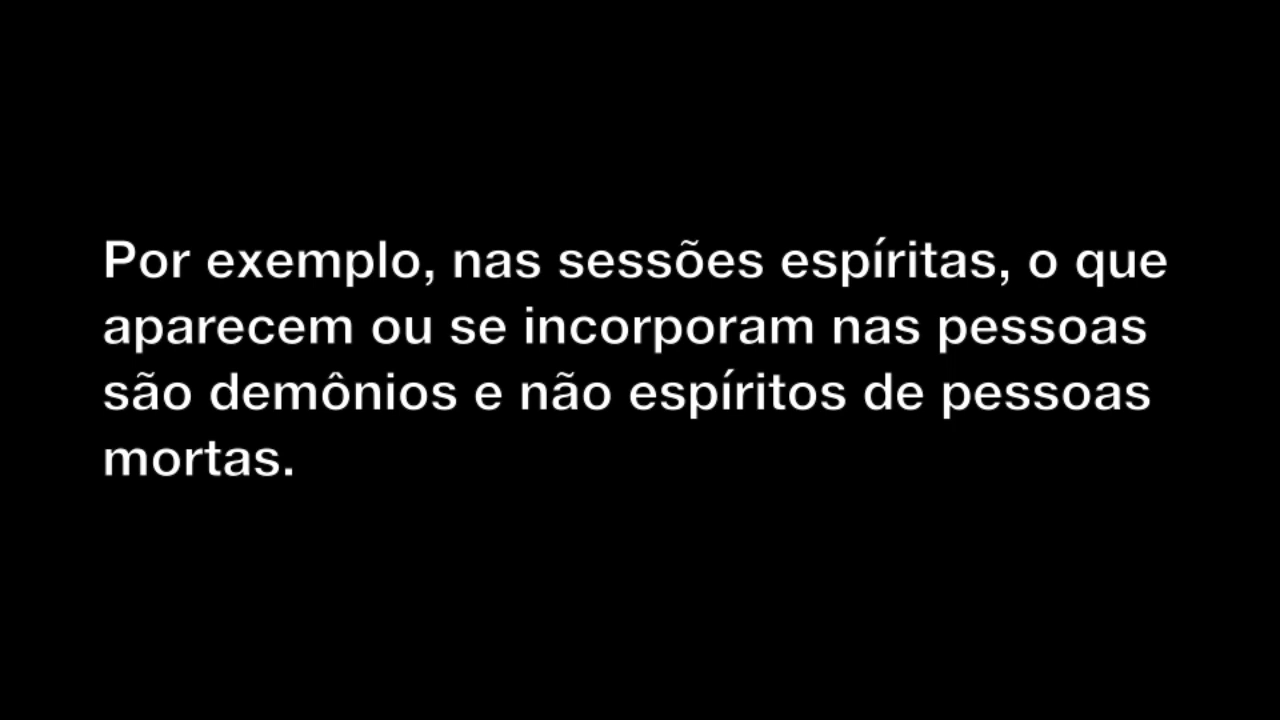 Por exemplo, nas sessões espíritas, o que
aparecem ou se incorporam nas pessoas
são demônios e não espíritos de pessoas
mortas.